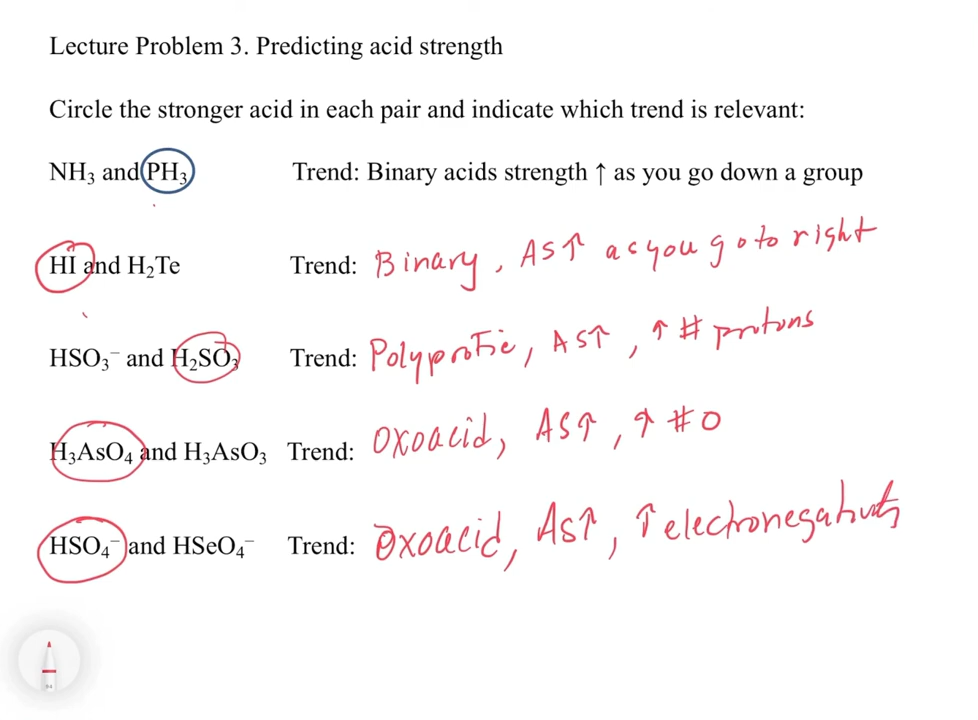 Lecture Problem 3. Predicting acid strength
Circle the stronger acid in each pair and indicate which trend is relevant:
NH₃ and PH₃ Trend: Binary acids strength ↑ as you go down a group
HI and H₂Te Trend: Binary, AS↑ as you go to right
HSO₃⁻ and H₂SO₃ Trend: Polyprotic, AS↑, ↑ # protons
H₃AsO₄ and H₃AsO₃ Trend: Oxoacid, AS↑, ↑ # O
HSO₄⁻ and HSeO₄⁻ Trend: Oxoacid, AS↑, ↑ electronegativity